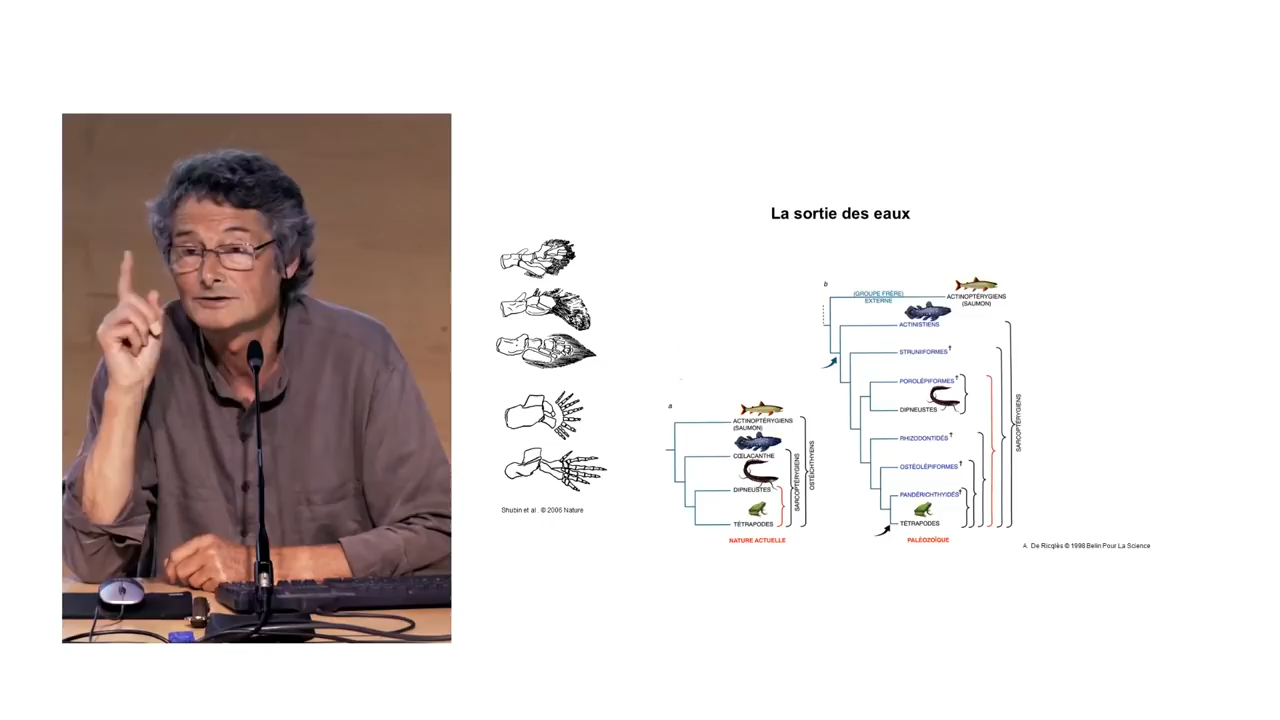 La sortie des eaux
Shubin et al. © 2006 Nature
a
ACTINOPTÉRYGIENS
(SAUMON)
CŒLACANTHE
DIPNEUSTES
TÉTRAPODES
SARCOPTÉRYGIENS
OSTÉICHTHYENS
NATURE ACTUELLE
b
(GROUPE FRÈRE)
EXTERNE
ACTINOPTÉRYGIENS
(SAUMON)
ACTINISTIENS
STRUNIIFORMES†
POROLÉPIFORMES†
DIPNEUSTES
RHIZODONTIDÉS†
OSTÉOLÉPIFORMES†
PANDÉRICHTHYIDÉS†
TÉTRAPODES
SARCOPTÉRYGIENS
PALÉOZOÏQUE
A. De Ricqlès © 1998 Belin Pour La Science